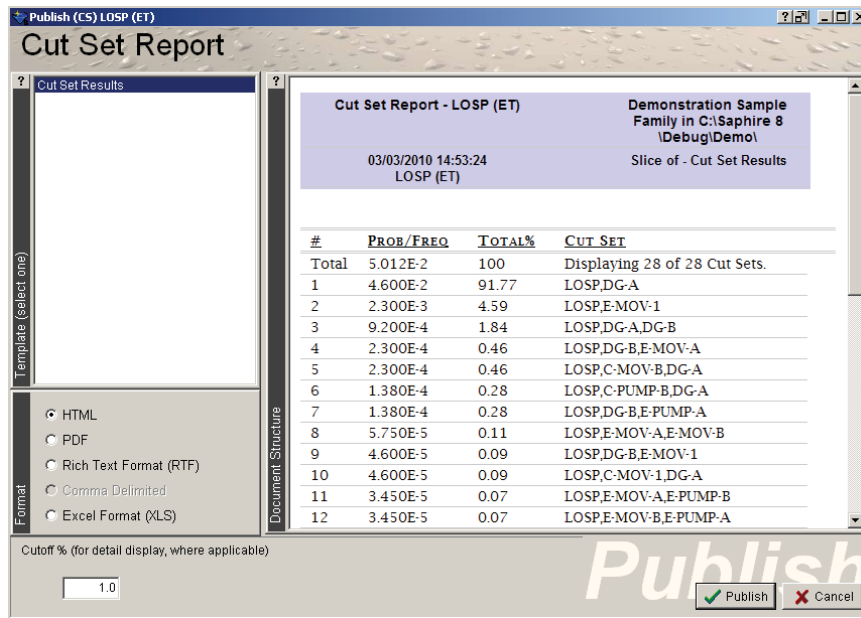 Publish (CS) LOSP (ET)
Cut Set Report
?
Cut Set Results
Template (select one)
Format
HTML
PDF
Rich Text Format (RTF)
Comma Delimited
Excel Format (XLS)
?
Document Structure
Cut Set Report - LOSP (ET)
Demonstration Sample
Family in C:\Saphire 8
\Debug\Demo\
03/03/2010 14:53:24
LOSP (ET)
Slice of - Cut Set Results
# PROB/FREQ TOTAL% CUT SET
Total 5.012E-2 100 Displaying 28 of 28 Cut Sets.
1 4.600E-2 91.77 LOSP,DG-A
2 2.300E-3 4.59 LOSP,E-MOV-1
3 9.200E-4 1.84 LOSP,DG-A,DG-B
4 2.300E-4 0.46 LOSP,DG-B,E-MOV-A
5 2.300E-4 0.46 LOSP,C-MOV-B,DG-A
6 1.380E-4 0.28 LOSP,C-PUMP-B,DG-A
7 1.380E-4 0.28 LOSP,DG-B,E-PUMP-A
8 5.750E-5 0.11 LOSP,E-MOV-A,E-MOV-B
9 4.600E-5 0.09 LOSP,DG-B,E-MOV-1
10 4.600E-5 0.09 LOSP,C-MOV-1,DG-A
11 3.450E-5 0.07 LOSP,E-MOV-A,E-PUMP-B
12 3.450E-5 0.07 LOSP,E-MOV-B,E-PUMP-A
Cutoff % (for detail display, where applicable)
1.0
Publish
Publish
Cancel